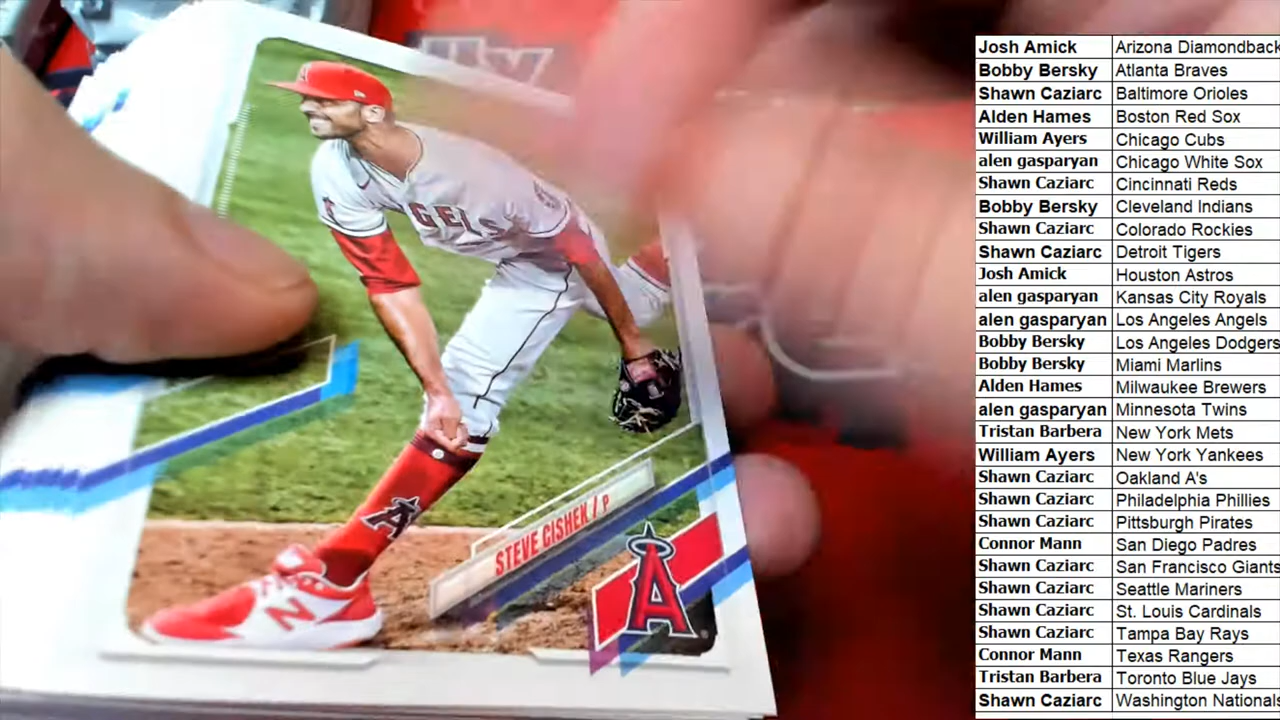 Josh Amick Arizona Diamondback
Bobby Bersky Atlanta Braves
Shawn Caziarc Baltimore Orioles
Alden Hames Boston Red Sox
William Ayers Chicago Cubs
alen gasparyan Chicago White Sox
Shawn Caziarc Cincinnati Reds
Bobby Bersky Cleveland Indians
Shawn Caziarc Colorado Rockies
Shawn Caziarc Detroit Tigers
Josh Amick Houston Astros
alen gasparyan Kansas City Royals
alen gasparyan Los Angeles Angels
Bobby Bersky Los Angeles Dodgers
Bobby Bersky Miami Marlins
Alden Hames Milwaukee Brewers
alen gasparyan Minnesota Twins
Tristan Barbera New York Mets
William Ayers New York Yankees
Shawn Caziarc Oakland A's
Shawn Caziarc Philadelphia Phillies
Shawn Caziarc Pittsburgh Pirates
Connor Mann San Diego Padres
Shawn Caziarc San Francisco Giants
Shawn Caziarc Seattle Mariners
Shawn Caziarc St. Louis Cardinals
Shawn Caziarc Tampa Bay Rays
Connor Mann Texas Rangers
Tristan Barbera Toronto Blue Jays
Shawn Caziarc Washington Nationals
GELS
STEVE CISHEK / P
A
A
N